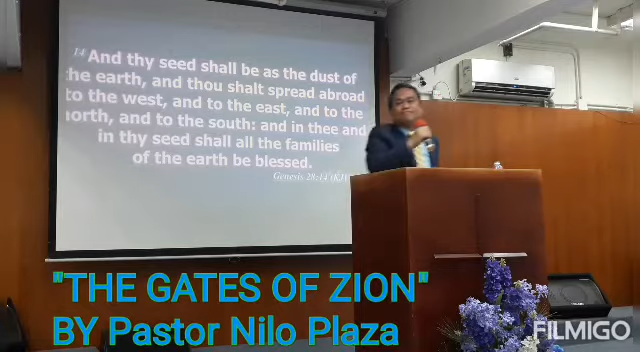 14 And thy seed shall be as the dust of
the earth, and thou shalt spread abroad
to the west, and to the east, and to the
north, and to the south: and in thee and
in thy seed shall all the families
of the earth be blessed.
Genesis 28:14 (KJV
"THE GATES OF ZION"
BY Pastor Nilo Plaza
FILMIGO